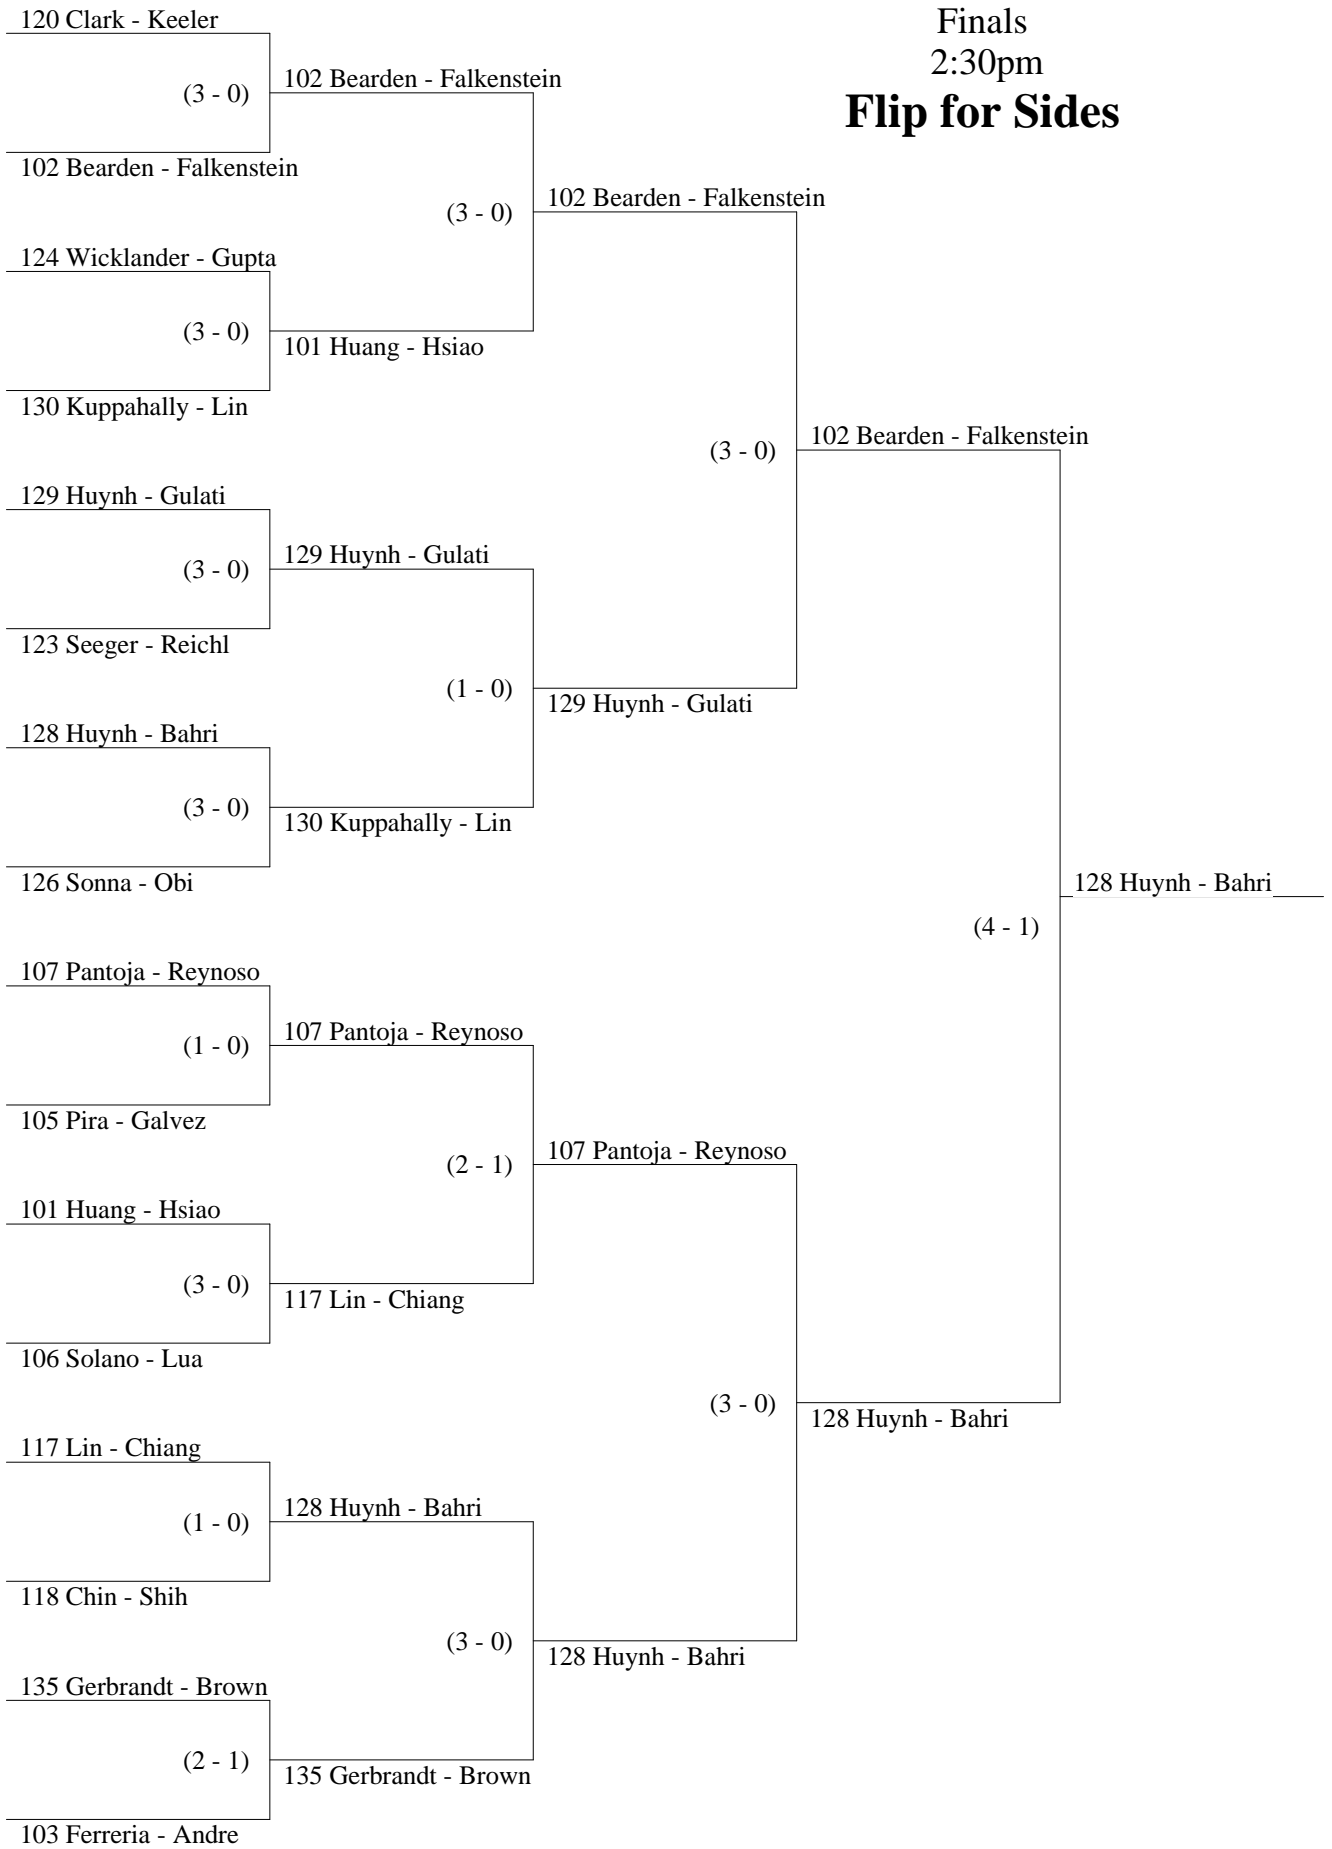 120 Clark - Keeler
(3 - 0)
102 Bearden - Falkenstein
124 Wicklander - Gupta
(3 - 0)
130 Kuppahally - Lin
129 Huynh - Gulati
(3 - 0)
123 Seeger - Reichl
128 Huynh - Bahri
(3 - 0)
126 Sonna - Obi
107 Pantoja - Reynoso
(1 - 0)
105 Pira - Galvez
101 Huang - Hsiao
(3 - 0)
106 Solano - Lua
117 Lin - Chiang
(1 - 0)
118 Chin - Shih
135 Gerbrandt - Brown
(2 - 1)
103 Ferreria - Andre
102 Bearden - Falkenstein
(3 - 0)
101 Huang - Hsiao
129 Huynh - Gulati
(1 - 0)
130 Kuppahally - Lin
107 Pantoja - Reynoso
(2 - 1)
117 Lin - Chiang
128 Huynh - Bahri
(3 - 0)
135 Gerbrandt - Brown
102 Bearden - Falkenstein
(3 - 0)
129 Huynh - Gulati
107 Pantoja - Reynoso
(3 - 0)
128 Huynh - Bahri
Finals
2:30pm
Flip for Sides
102 Bearden - Falkenstein
(4 - 1)
128 Huynh - Bahri
128 Huynh - Bahri